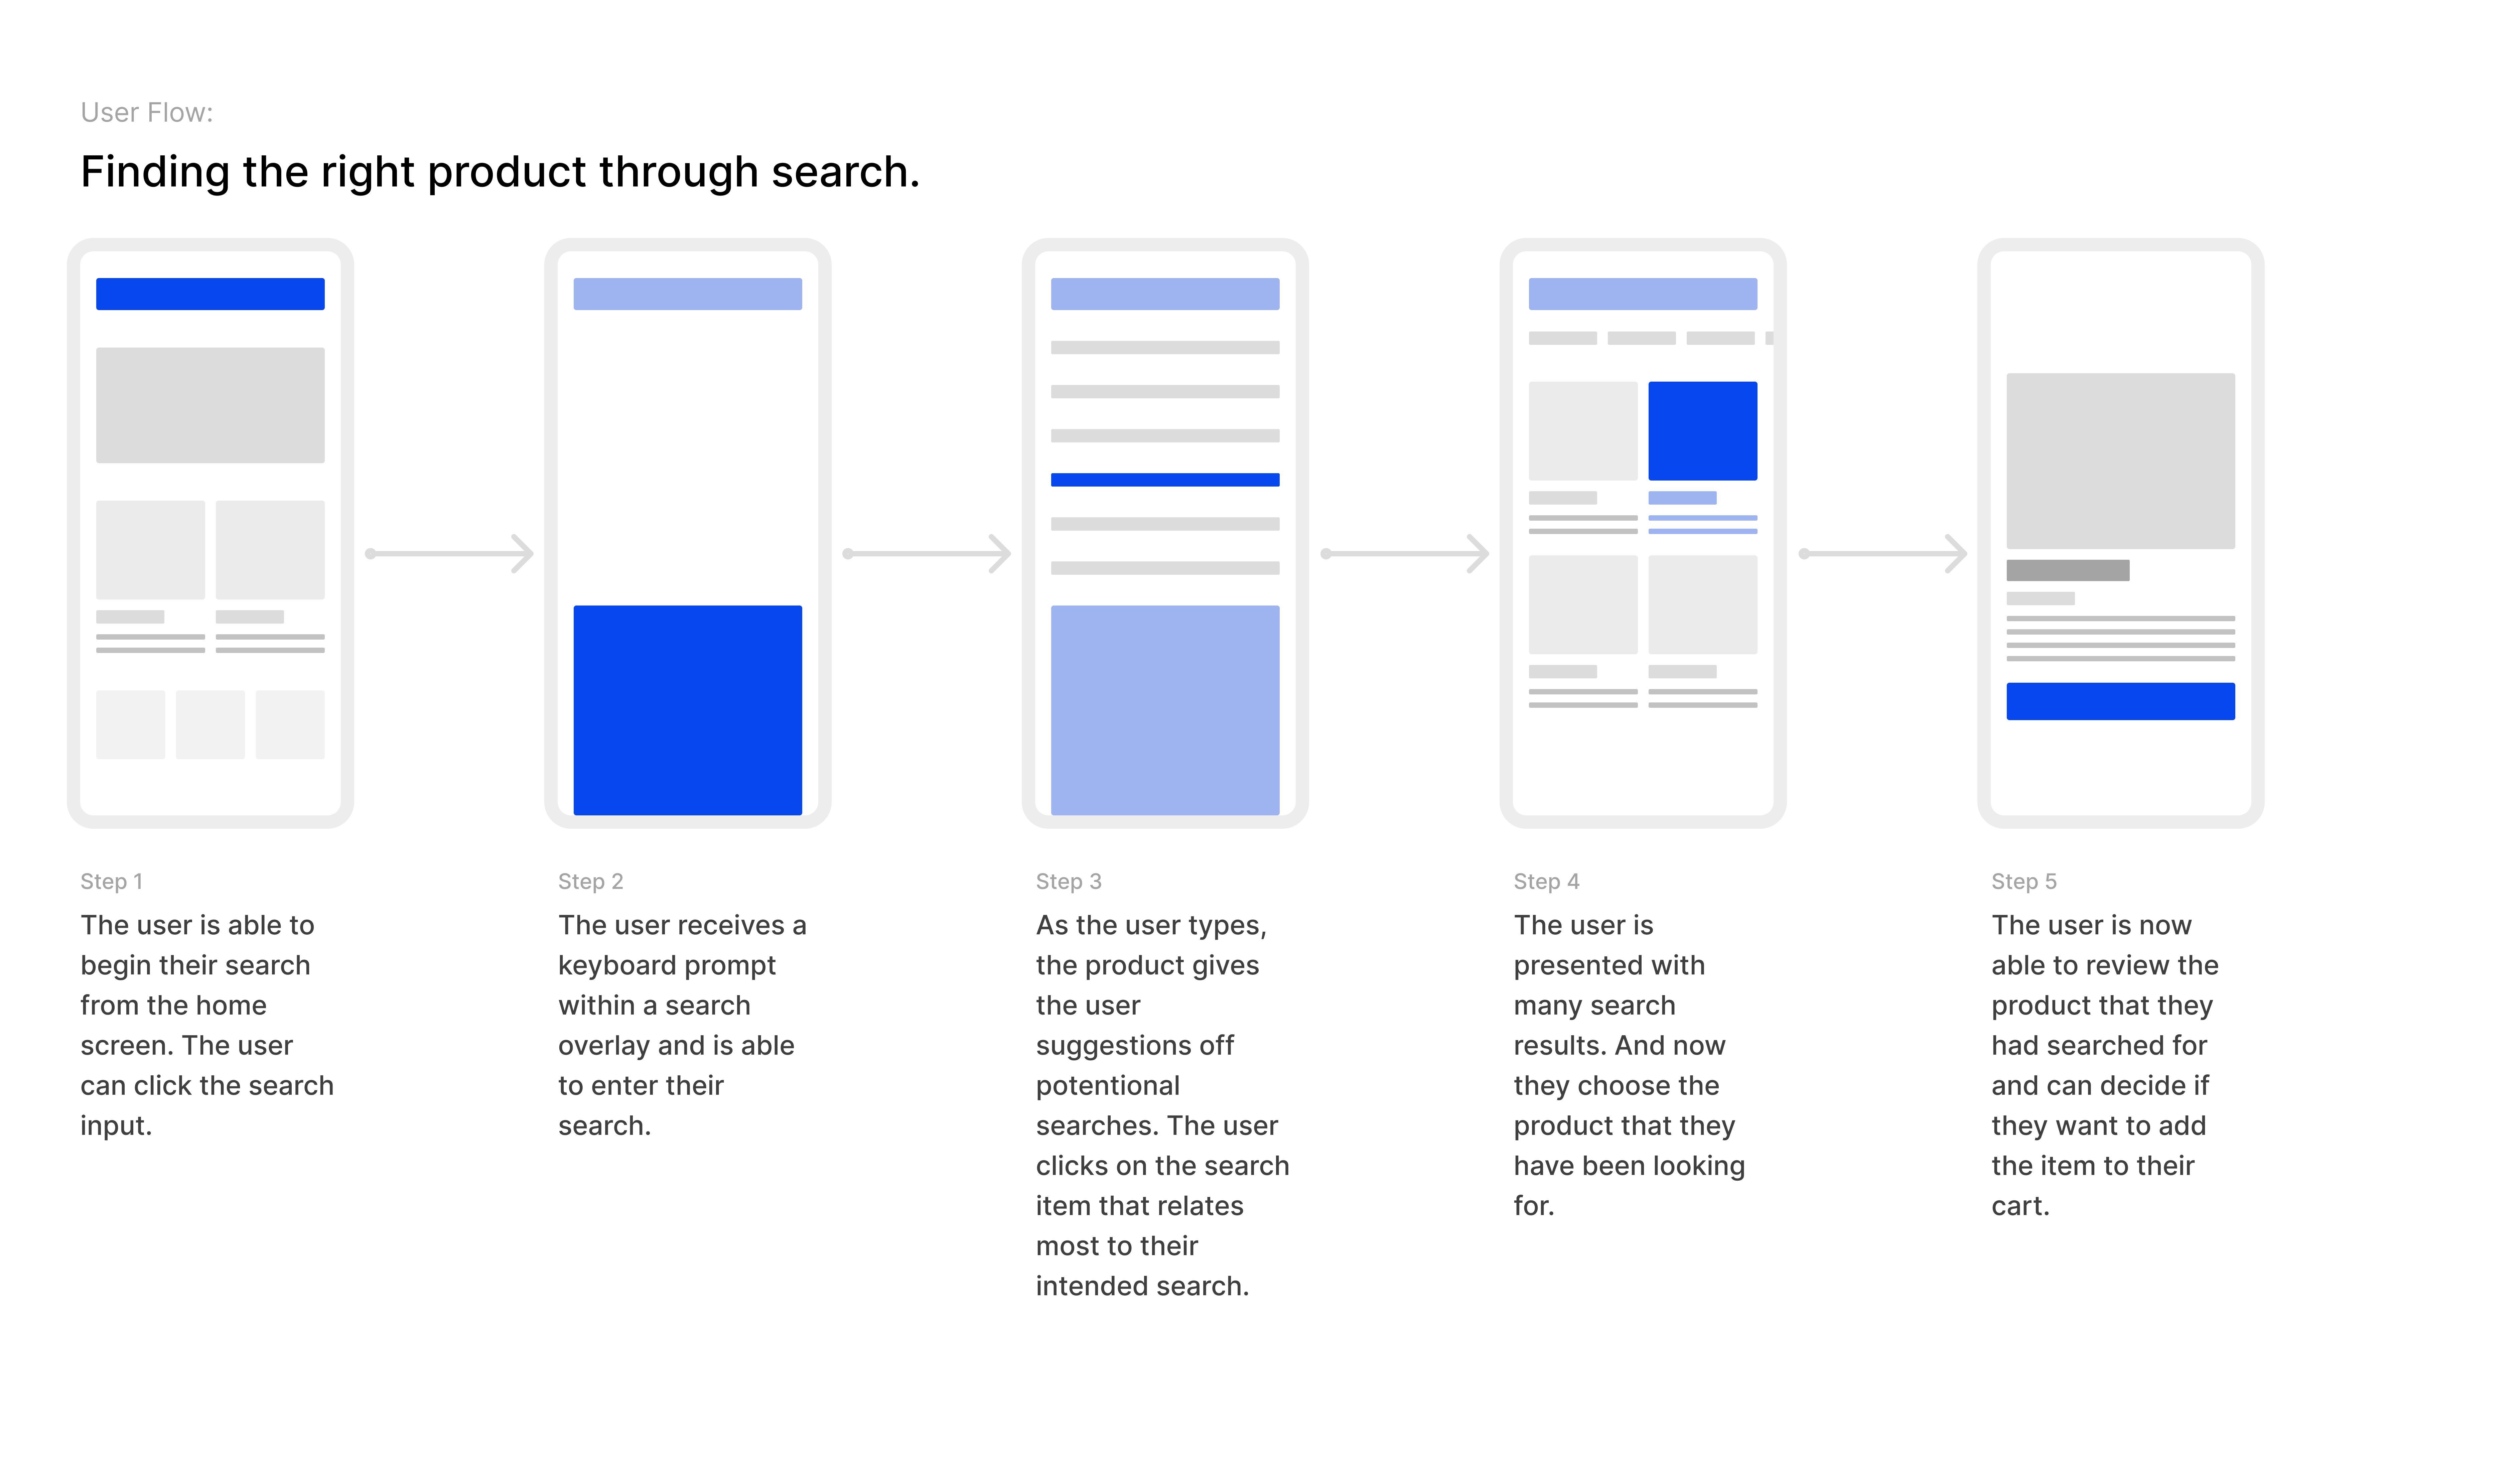 User Flow:
Finding the right product through search.
Step 1
The user is able to
begin their search
from the home
screen. The user
can click the search
input.
Step 2
The user receives a
keyboard prompt
within a search
overlay and is able
to enter their
search.
Step 3
As the user types,
the product gives
the user
suggestions off
potential
searches. The user
clicks on the search
item that relates
most to their
intended search.
Step 4
The user is
presented with
many search
results. And now
they choose the
product that they
have been looking
for.
Step 5
The user is now
able to review the
product that they
had searched for
and can decide if
they want to add
the item to their
cart.